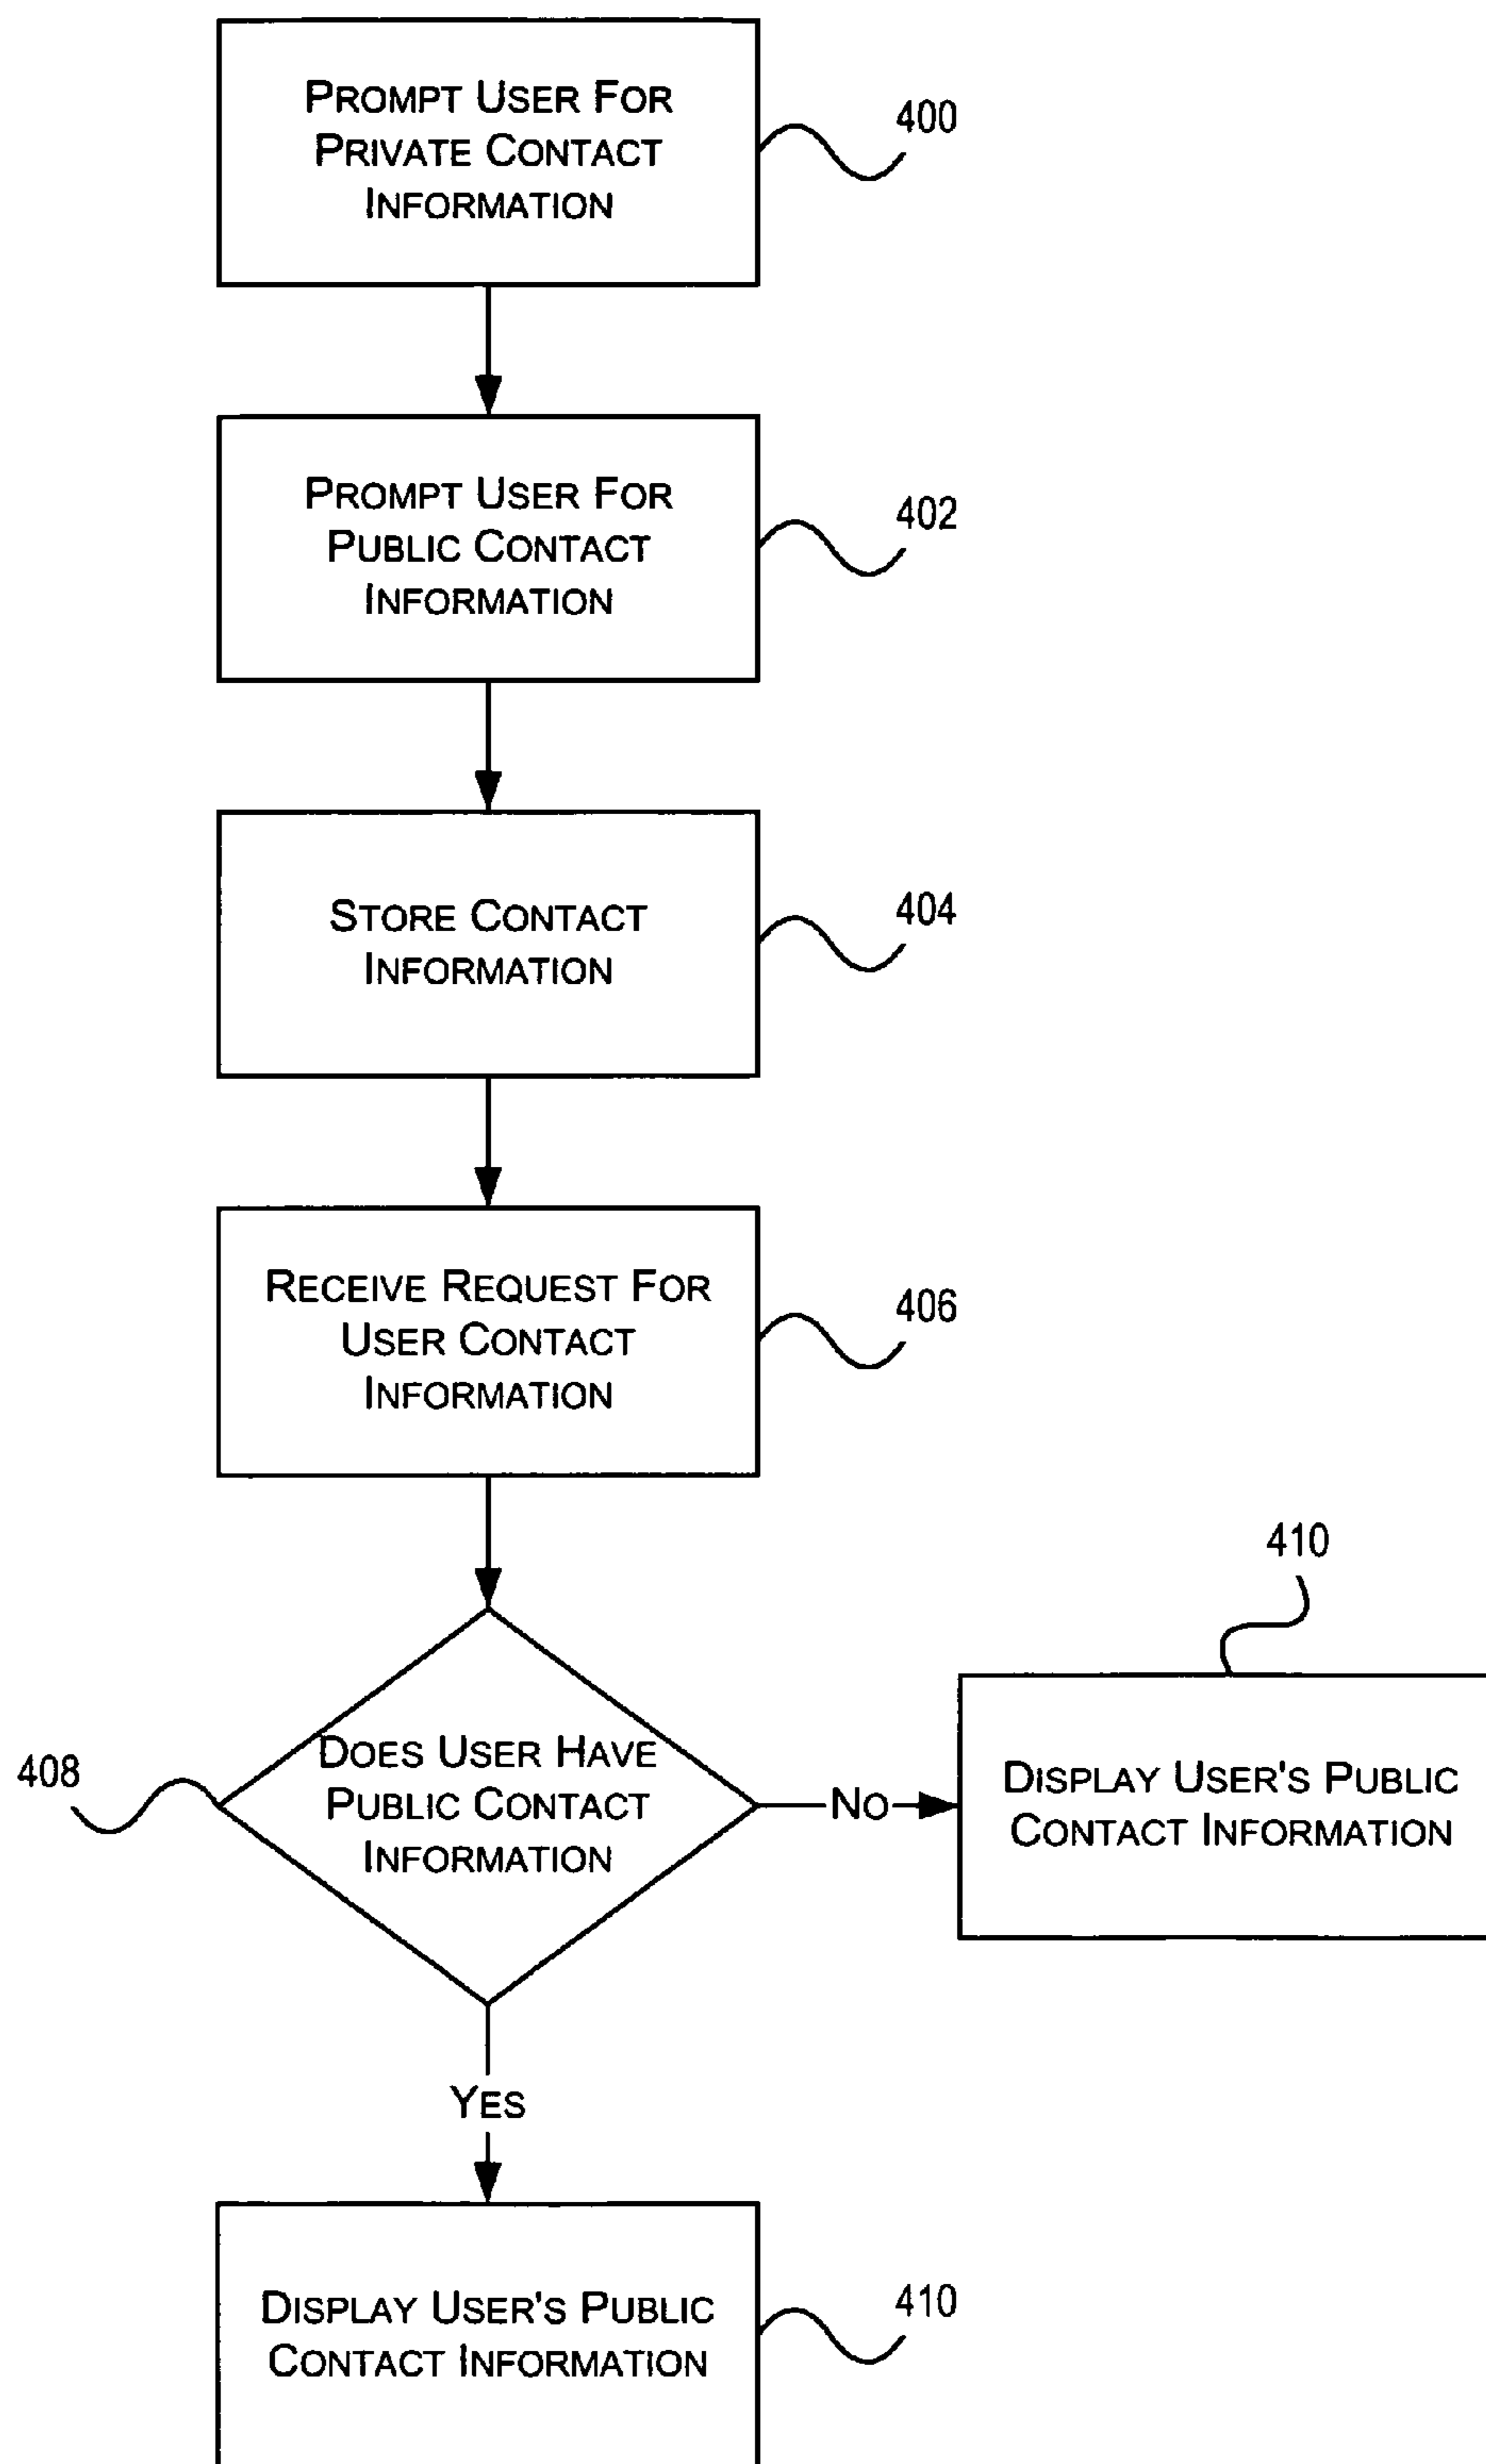 PROMPT USER FOR
PRIVATE CONTACT
INFORMATION
400
PROMPT USER FOR
PUBLIC CONTACT
INFORMATION
402
STORE CONTACT
INFORMATION
404
RECEIVE REQUEST FOR
USER CONTACT
INFORMATION
406
408
DOES USER HAVE
PUBLIC CONTACT
INFORMATION
NO
410
DISPLAY USER'S PUBLIC
CONTACT INFORMATION
YES
DISPLAY USER'S PUBLIC
CONTACT INFORMATION
410